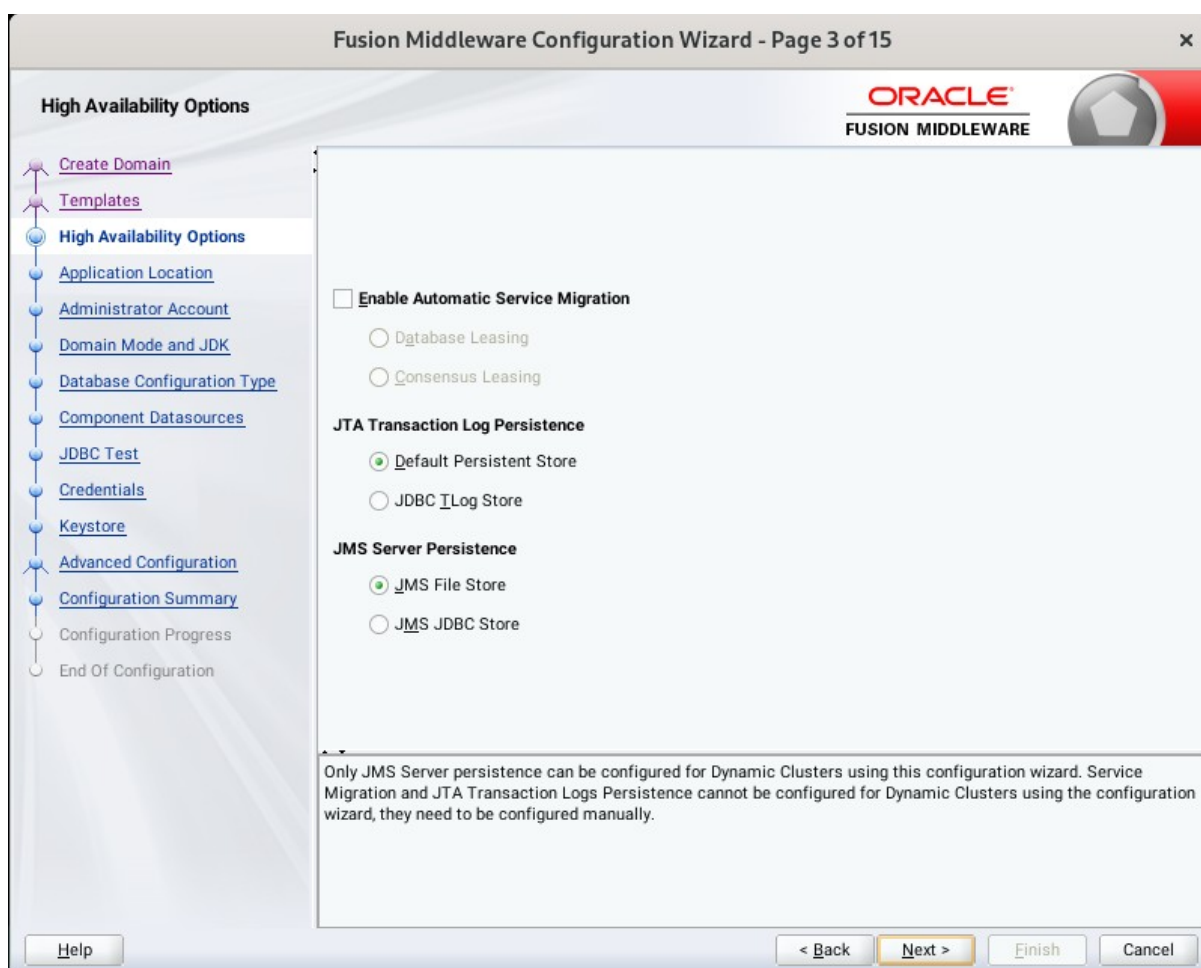 Fusion Middleware Configuration Wizard - Page 3 of 15
×
High Availability Options
ORACLE
FUSION MIDDLEWARE
Create Domain
Templates
High Availability Options
Application Location
Administrator Account
Domain Mode and JDK
Database Configuration Type
Component Datasources
JDBC Test
Credentials
Keystore
Advanced Configuration
Configuration Summary
Configuration Progress
End Of Configuration
Enable Automatic Service Migration
Database Leasing
Consensus Leasing
JTA Transaction Log Persistence
Default Persistent Store
JDBC TLog Store
JMS Server Persistence
JMS File Store
JMS JDBC Store
Only JMS Server persistence can be configured for Dynamic Clusters using this configuration wizard. Service
Migration and JTA Transaction Logs Persistence cannot be configured for Dynamic Clusters using the configuration
wizard, they need to be configured manually.
Help
< Back
Next >
Finish
Cancel